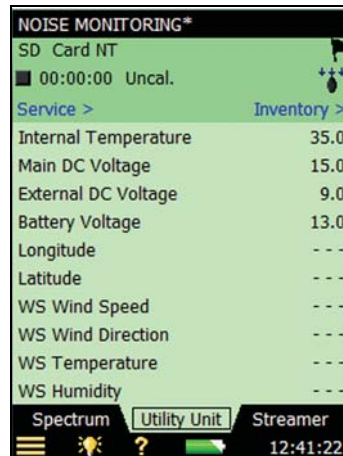 NOISE MONITORING*
SD Card NT
00:00:00 Uncal.
Service > Inventory >
Internal Temperature 35.0
Main DC Voltage 15.0
External DC Voltage 9.0
Battery Voltage 13.0
Longitude - - -
Latitude - - -
WS Wind Speed - - -
WS Wind Direction - - -
WS Temperature - - -
WS Humidity - - -
Spectrum Utility Unit Streamer
? 12:41:22